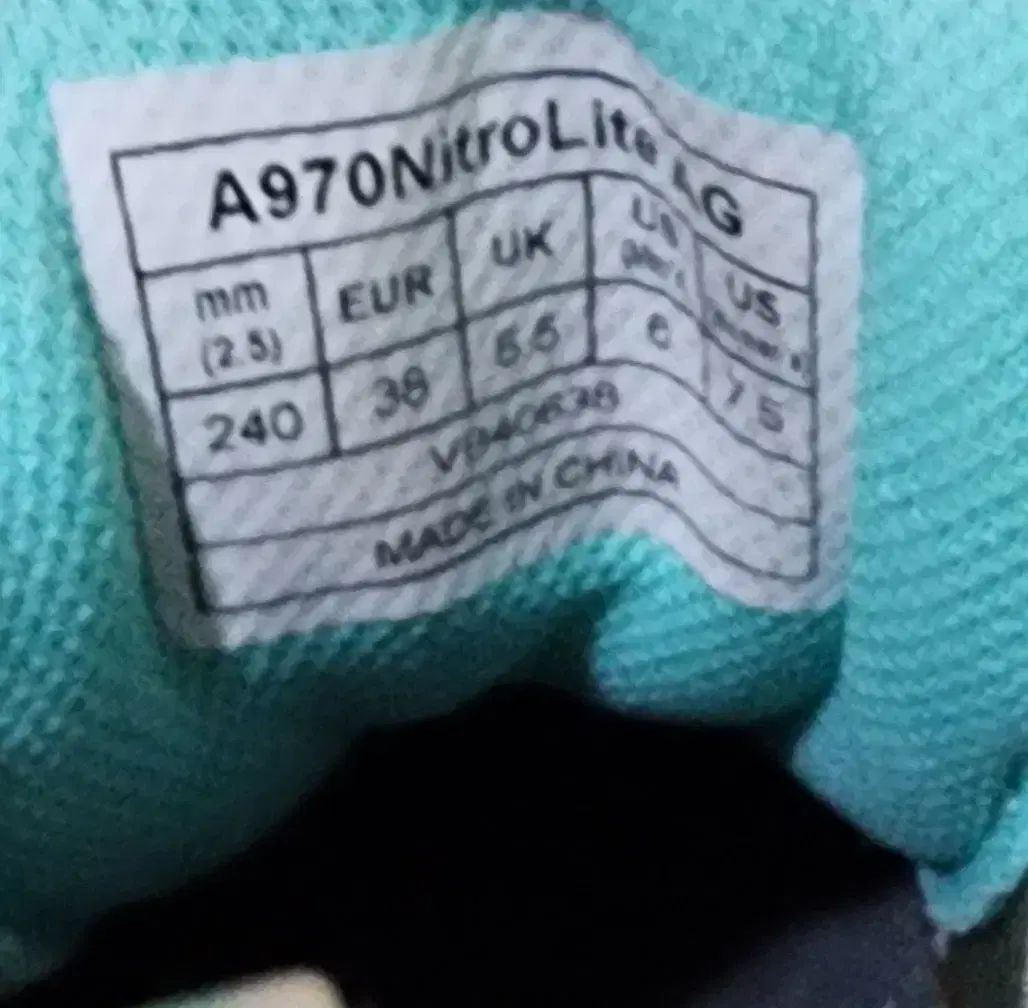 A970NitroLite AG
mm EUR UK US US
(2.5)
240 38 5.5 6 7.5
MADE IN CHINA